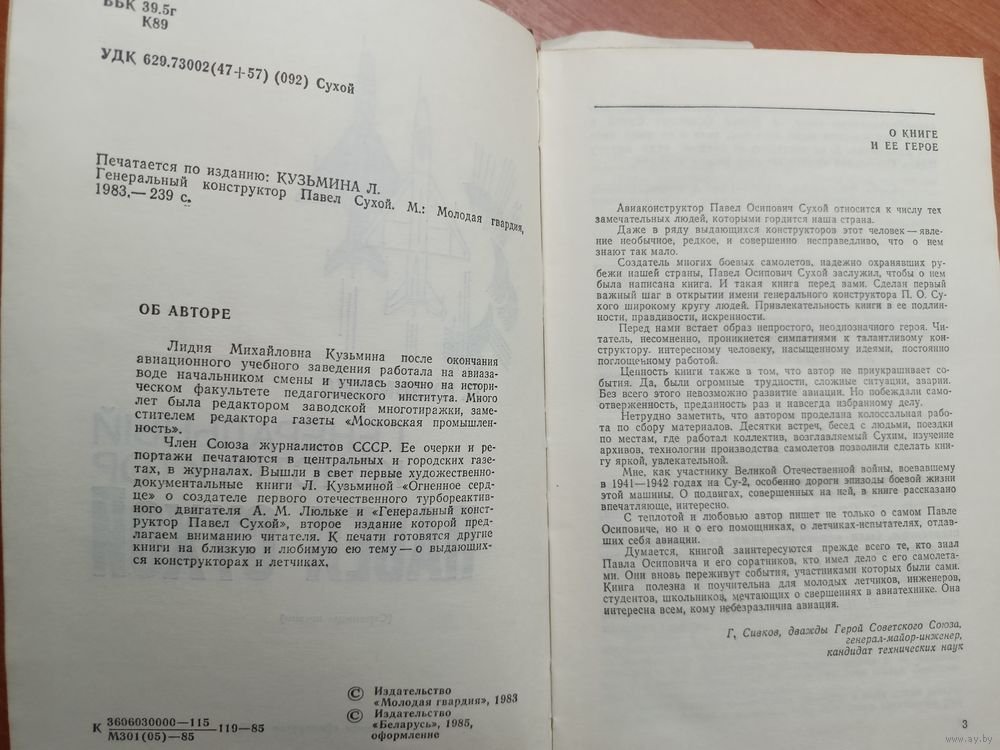 ББК 39.5г
К89
УДК 629.73002(47+57) (092) Сухой
Печатается по изданию: КУЗЬМИНА Л.
Генеральный конструктор Павел Сухой. М.: Молодая гвардия,
1983.— 239 с.
ОБ АВТОРЕ
Лидия Михайловна Кузьмина после окончания
авиационного учебного заведения работала на авиаза-
воде начальником смены и училась заочно на истори-
ческом факультете педагогического института. Много
лет была редактором заводской многотиражки, заме-
стителем редактора газеты «Московская промышлен-
ность».
Член Союза журналистов СССР. Ее очерки и ре-
портажи печатаются в центральных и городских газе-
тах, в журналах. Вышли в свет первые художественно-
документальные книги Л. Кузьминой «Огненное серд-
це» о создателе первого отечественного турбореактив-
ного двигателя А. М. Люльке и «Генеральный конст-
руктор Павел Сухой», второе издание которой пред-
лагаем вниманию читателя. К печати готовятся другие
книги на близкую и любимую ею тему — о выдающих-
ся конструкторах и летчиках.
К 3606030000—115 119—85
М301(05)—85
© Издательство
«Молодая гвардия», 1983
© Издательство
«Беларусь», 1985,
оформление
О КНИГЕ
И ЕЕ ГЕРОЕ
Авиаконструктор Павел Осипович Сухой относится к числу тех
замечательных людей, которыми гордится наша страна.
Даже в ряду выдающихся конструкторов этот человек — явле-
ние необычное, редкое, и совершенно несправедливо, что о нем
знают так мало.
Создатель многих боевых самолетов, надежно охранявших ру-
бежи нашей страны, Павел Осипович Сухой заслужил, чтобы о нем
была написана книга. И такая книга перед вами. Сделан первый
важный шаг в открытии имени генерального конструктора П. О. Су-
хого широкому кругу людей. Привлекательность книги в ее подлин-
ности, правдивости, искренности.
Перед нами встает образ непростого, неоднозначного героя. Чи-
татель, несомненно, проникнется симпатиями к талантливому
конструктору. интересному человеку, насыщенному идеями, постоянно
поглощенному работой.
Ценность книги также в том, что автор не приукрашивает со-
бытия. Да, были огромные трудности, сложные ситуации, аварии.
Без всего этого невозможно развитие авиации. Но побеждали само-
отверженность, преданность раз и навсегда избранному делу.
Нетрудно заметить, что автором проделана колоссальная рабо-
та по сбору материалов. Десятки встреч, бесед с людьми, поездки
по местам, где работал коллектив, возглавляемый Сухим, изучение
архивов, технологии производства самолетов позволили сделать кни-
гу яркой, увлекательной.
Мне, как участнику Великой Отечественной войны, воевавшему
в 1941—1942 годах на Су-2, особенно дороги эпизоды боевой жизни
этой машины. О подвигах, совершенных на ней, в книге рассказано
впечатляюще, интересно.
С теплотой и любовью автор пишет не только о самом Павле
Осиповиче, но и о его помощниках, о летчиках-испытателях, отдав-
ших себя авиации.
Думается, книгой заинтересуются прежде всего те, кто знал
Павла Осиповича и его соратников, кто имел дело с его самолета-
ми. Они вновь переживут события, участниками которых были сами.
Книга полезна и поучительна для молодых летчиков, инженеров,
студентов, школьников, мечтающих о свершениях в авиатехнике. Она
интересна всем, кому небезразлична авиация.
Г. Сивков, дважды Герой Советского Союза,
генерал-майор-инженер,
кандидат технических наук
3
www.ay.by